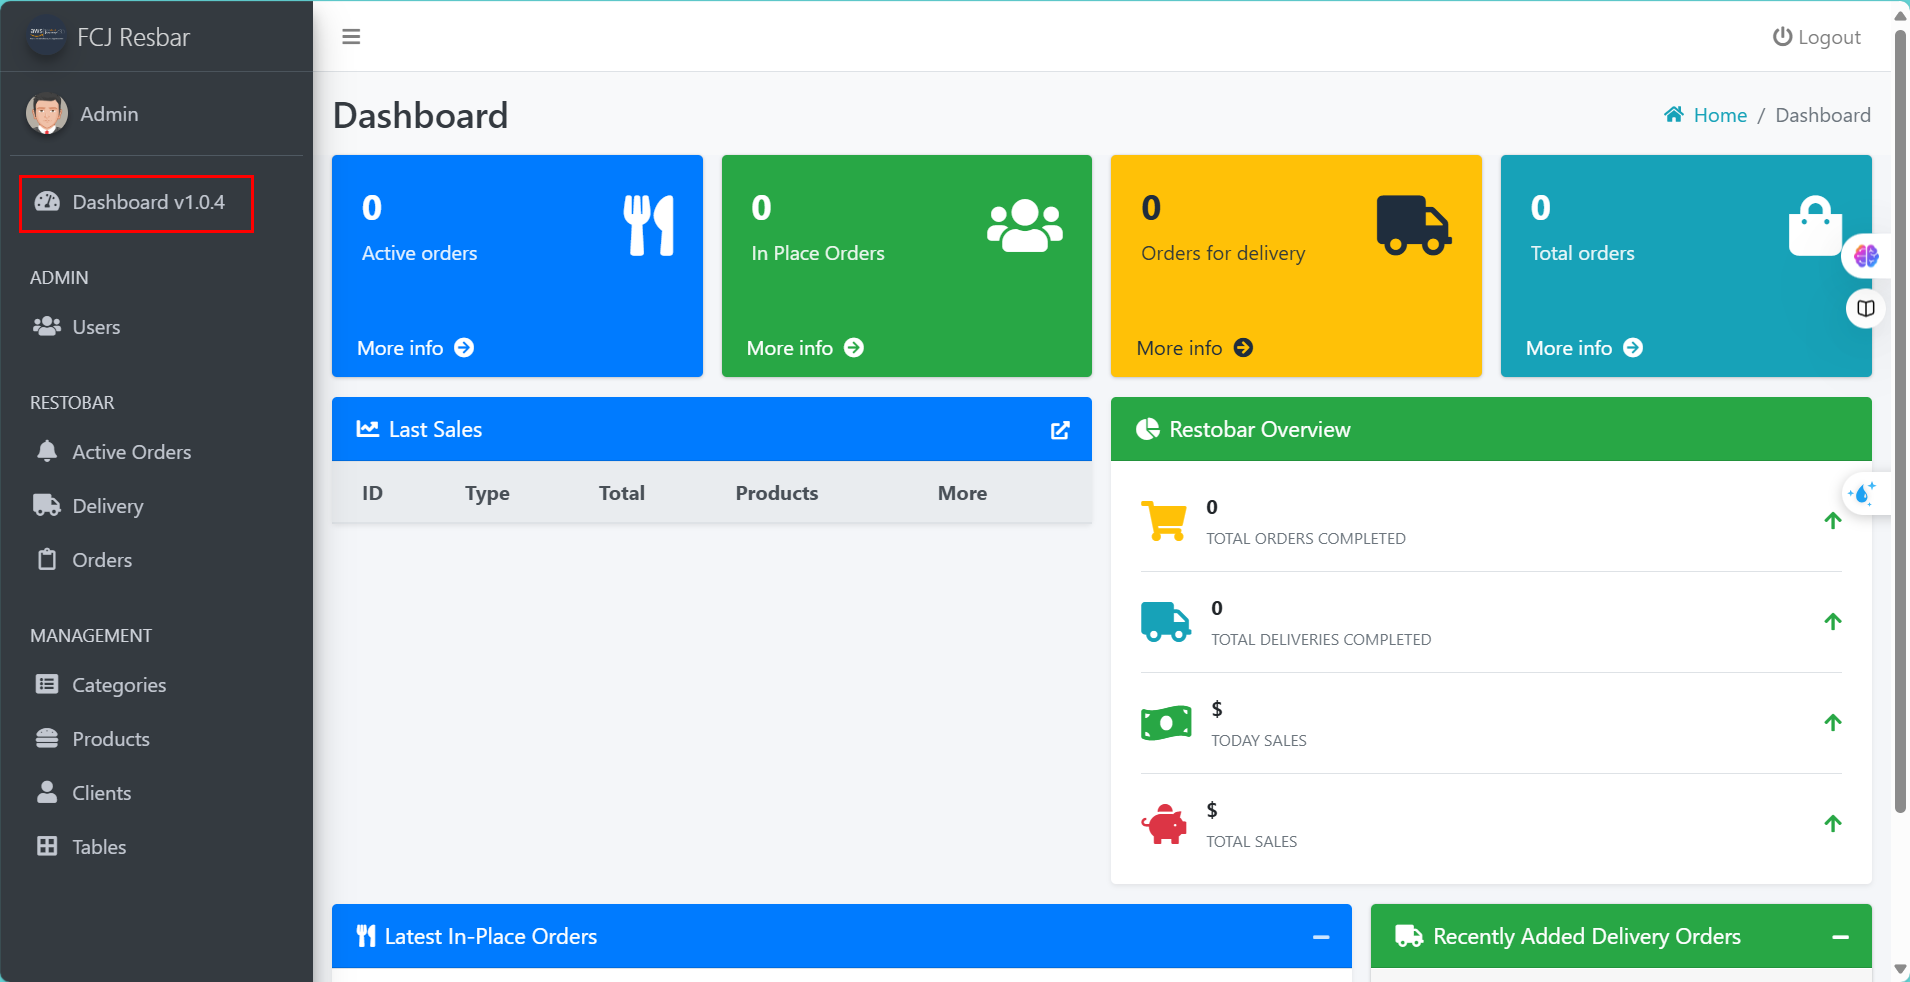 FCJ Resbar
Logout
Admin
Dashboard v1.0.4
ADMIN
Users
RESTOBAR
Active Orders
Delivery
Orders
MANAGEMENT
Categories
Products
Clients
Tables
Dashboard
Home / Dashboard
0
Active orders
More info
0
In Place Orders
More info
0
Orders for delivery
More info
0
Total orders
More info
Last Sales
ID Type Total Products More
Restobar Overview
0
TOTAL ORDERS COMPLETED
0
TOTAL DELIVERIES COMPLETED
$
TODAY SALES
$
TOTAL SALES
Latest In-Place Orders
Recently Added Delivery Orders